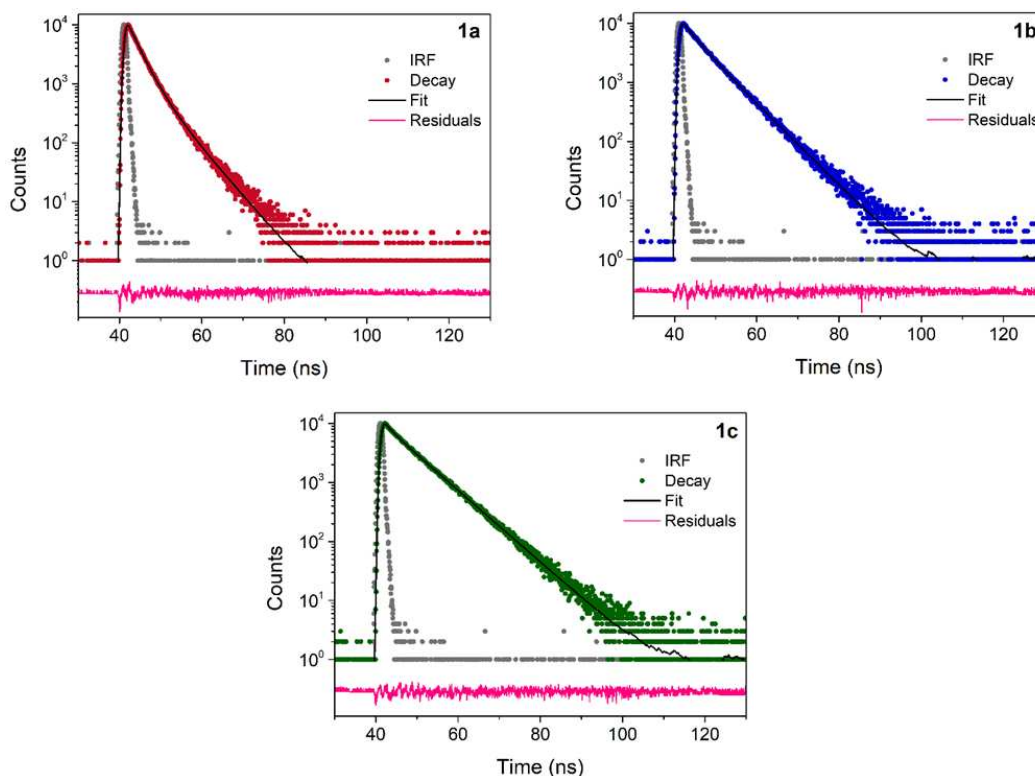 1a
IRF
Decay
Fit
Residuals
10⁴
10³
10²
10¹
10⁰
Counts
40 60 80 100 120
Time (ns)
1b
IRF
Decay
Fit
Residuals
10⁴
10³
10²
10¹
10⁰
Counts
40 60 80 100 120
Time (ns)
1c
IRF
Decay
Fit
Residuals
10⁴
10³
10²
10¹
10⁰
Counts
40 60 80 100 120
Time (ns)